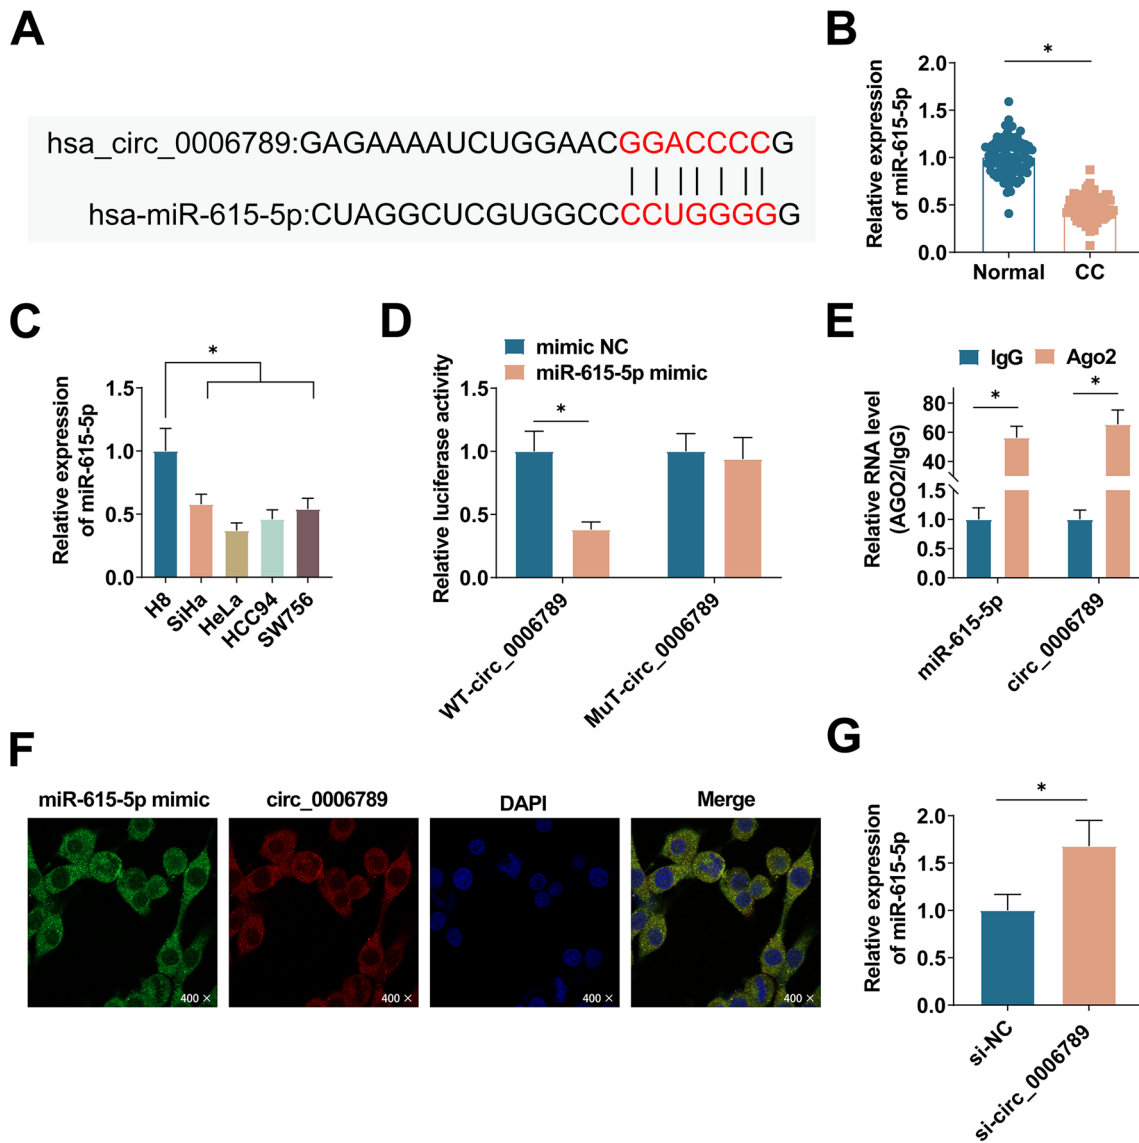 A
hsa_circ_0006789:GAGAAAAUCUGGAACGGACCCCG
hsa-miR-615-5p:CUAGGCUCGUGGCCCCUGGGGG
B
Relative expression
of miR-615-5p
2.0
1.5
1.0
0.5
0.0
*
Normal
CC
C
Relative expression
of miR-615-5p
1.5
1.0
0.5
0.0
*
H8
SiHa
HeLa
HCC94
SW756
D
mimic NC
miR-615-5p mimic
Relative luciferase activity
1.5
1.0
0.5
0.0
*
WT-circ_0006789
MuT-circ_0006789
E
IgG
Ago2
Relative RNA level
(AGO2/IgG)
80
60
40
1.5
1.0
0.5
0.0
*
*
miR-615-5p
circ_0006789
F
miR-615-5p mimic
circ_0006789
DAPI
Merge
400 ×
400 ×
400 ×
400 ×
G
Relative expression
of miR-615-5p
2.0
1.5
1.0
0.5
0.0
*
si-NC
si-circ_0006789